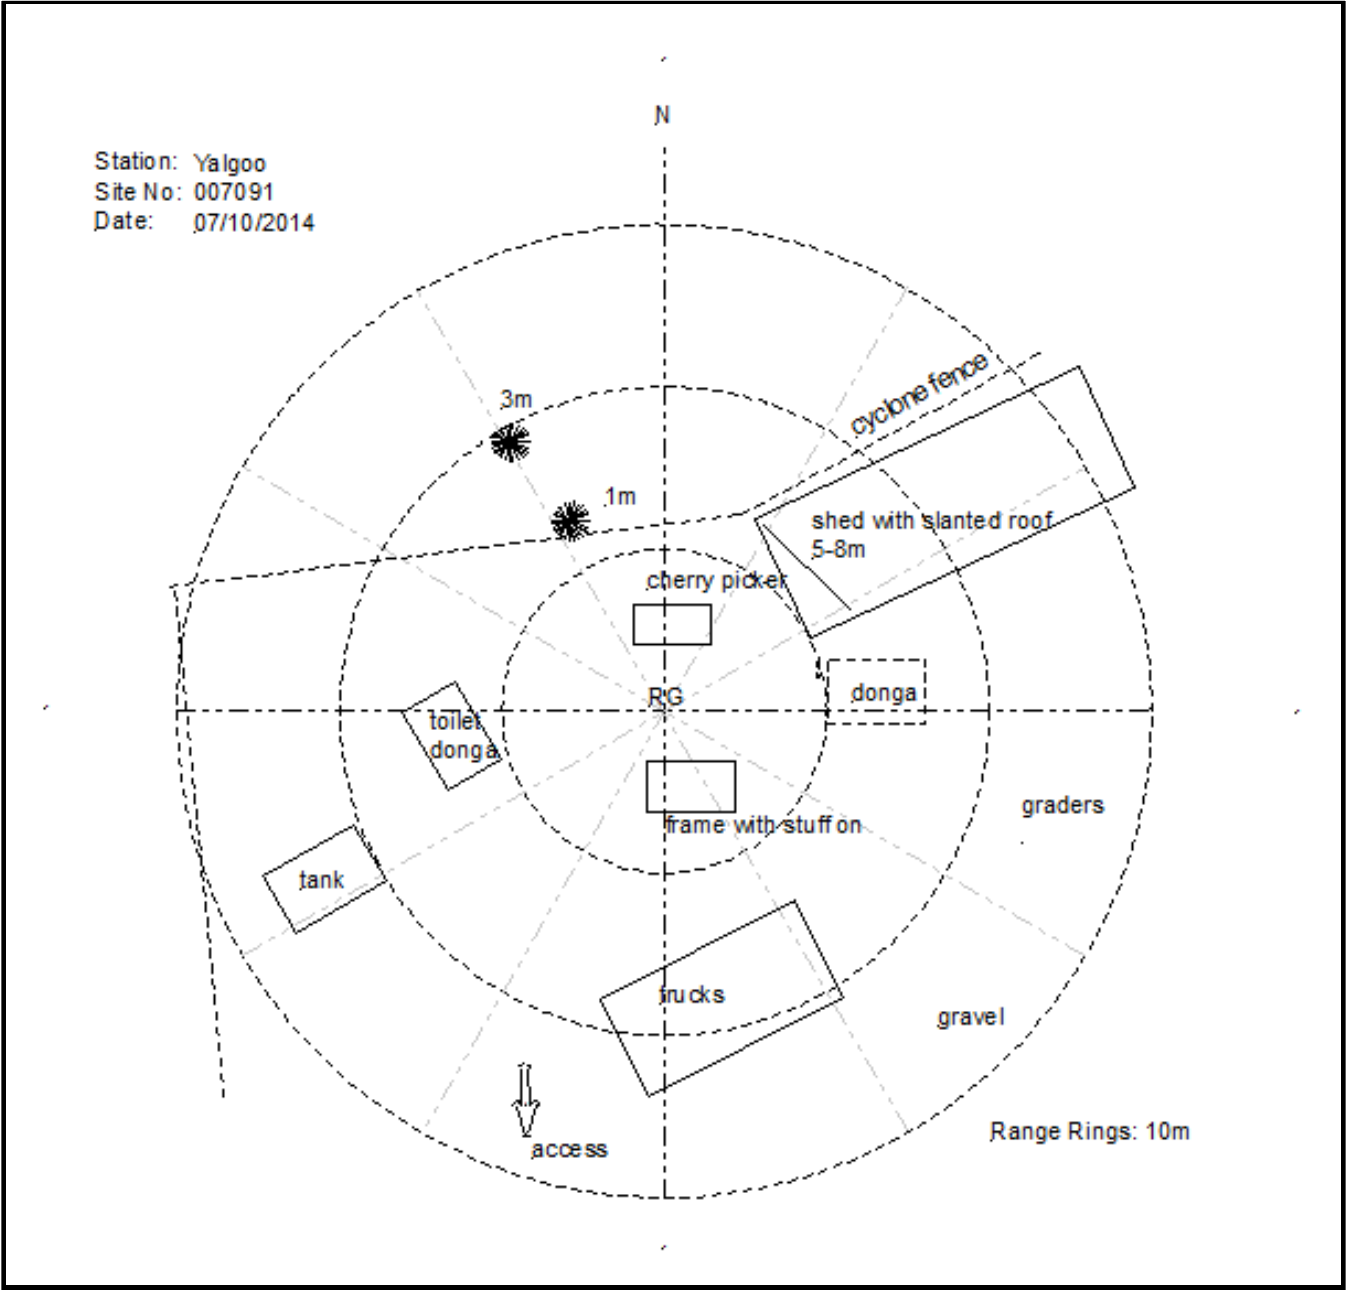 N
Station: Yalgoo
Site No: 007091
Date: 07/10/2014
cyclone fence
3m
1m
shed with slanted roof
5-8m
cherry picker
RG
donga
toilet
donga
graders
frame with stuff on
tank
trucks
gravel
access
Range Rings: 10m